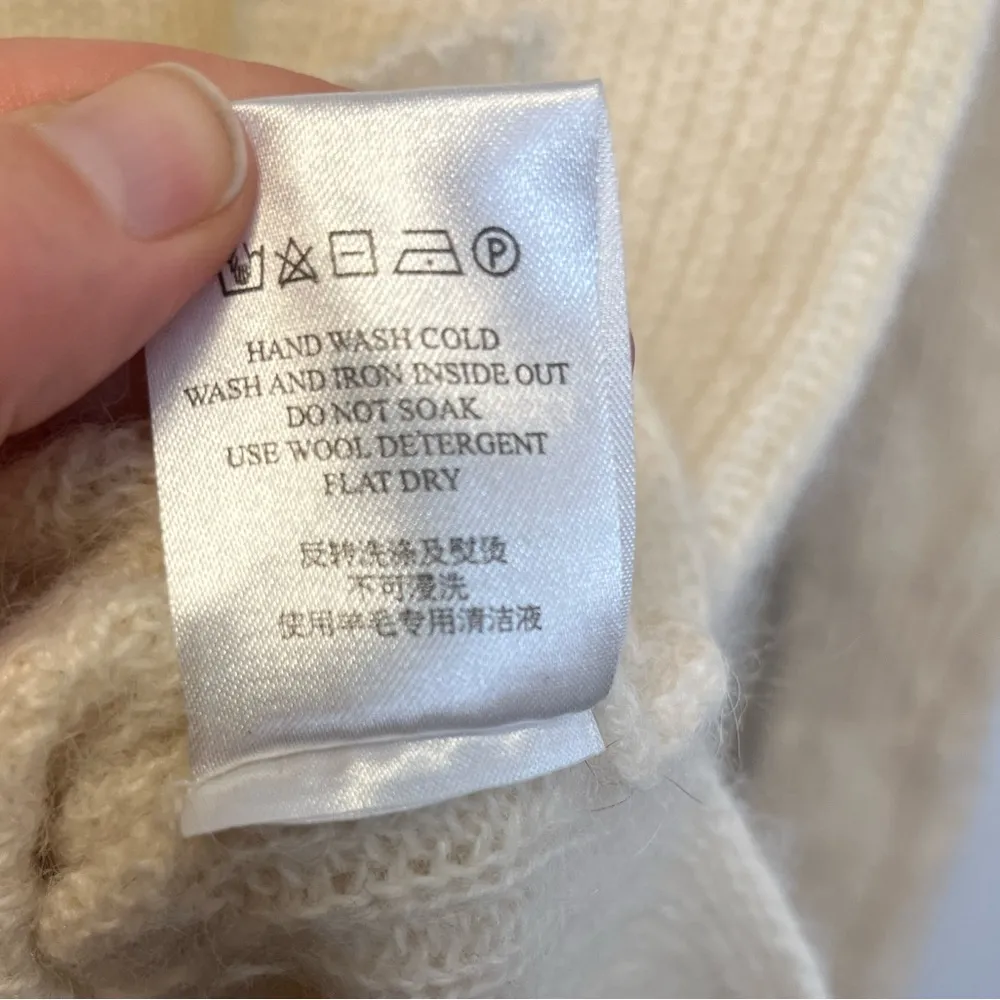 P
HAND WASH COLD
WASH AND IRON INSIDE OUT
DO NOT SOAK
USE WOOL DETERGENT
FLAT DRY
反转洗涤及熨烫
不可浸洗
使用羊毛专用清洁液